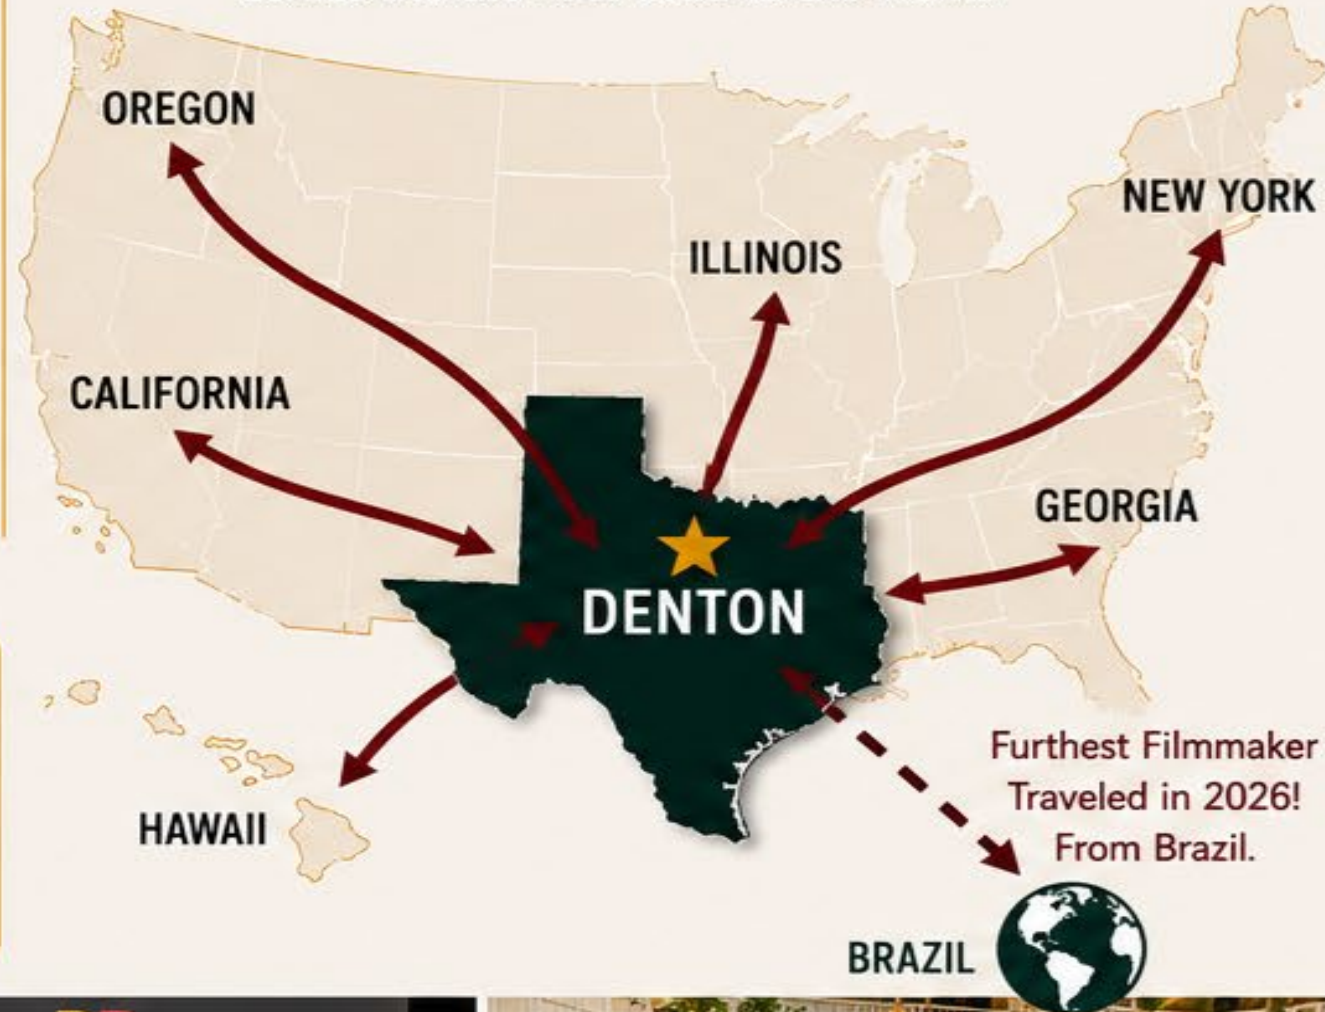 OREGON
NEW YORK
ILLINOIS
CALIFORNIA
GEORGIA
DENTON
Furthest Filmmaker
Traveled in 2026!
From Brazil.
HAWAII
BRAZIL